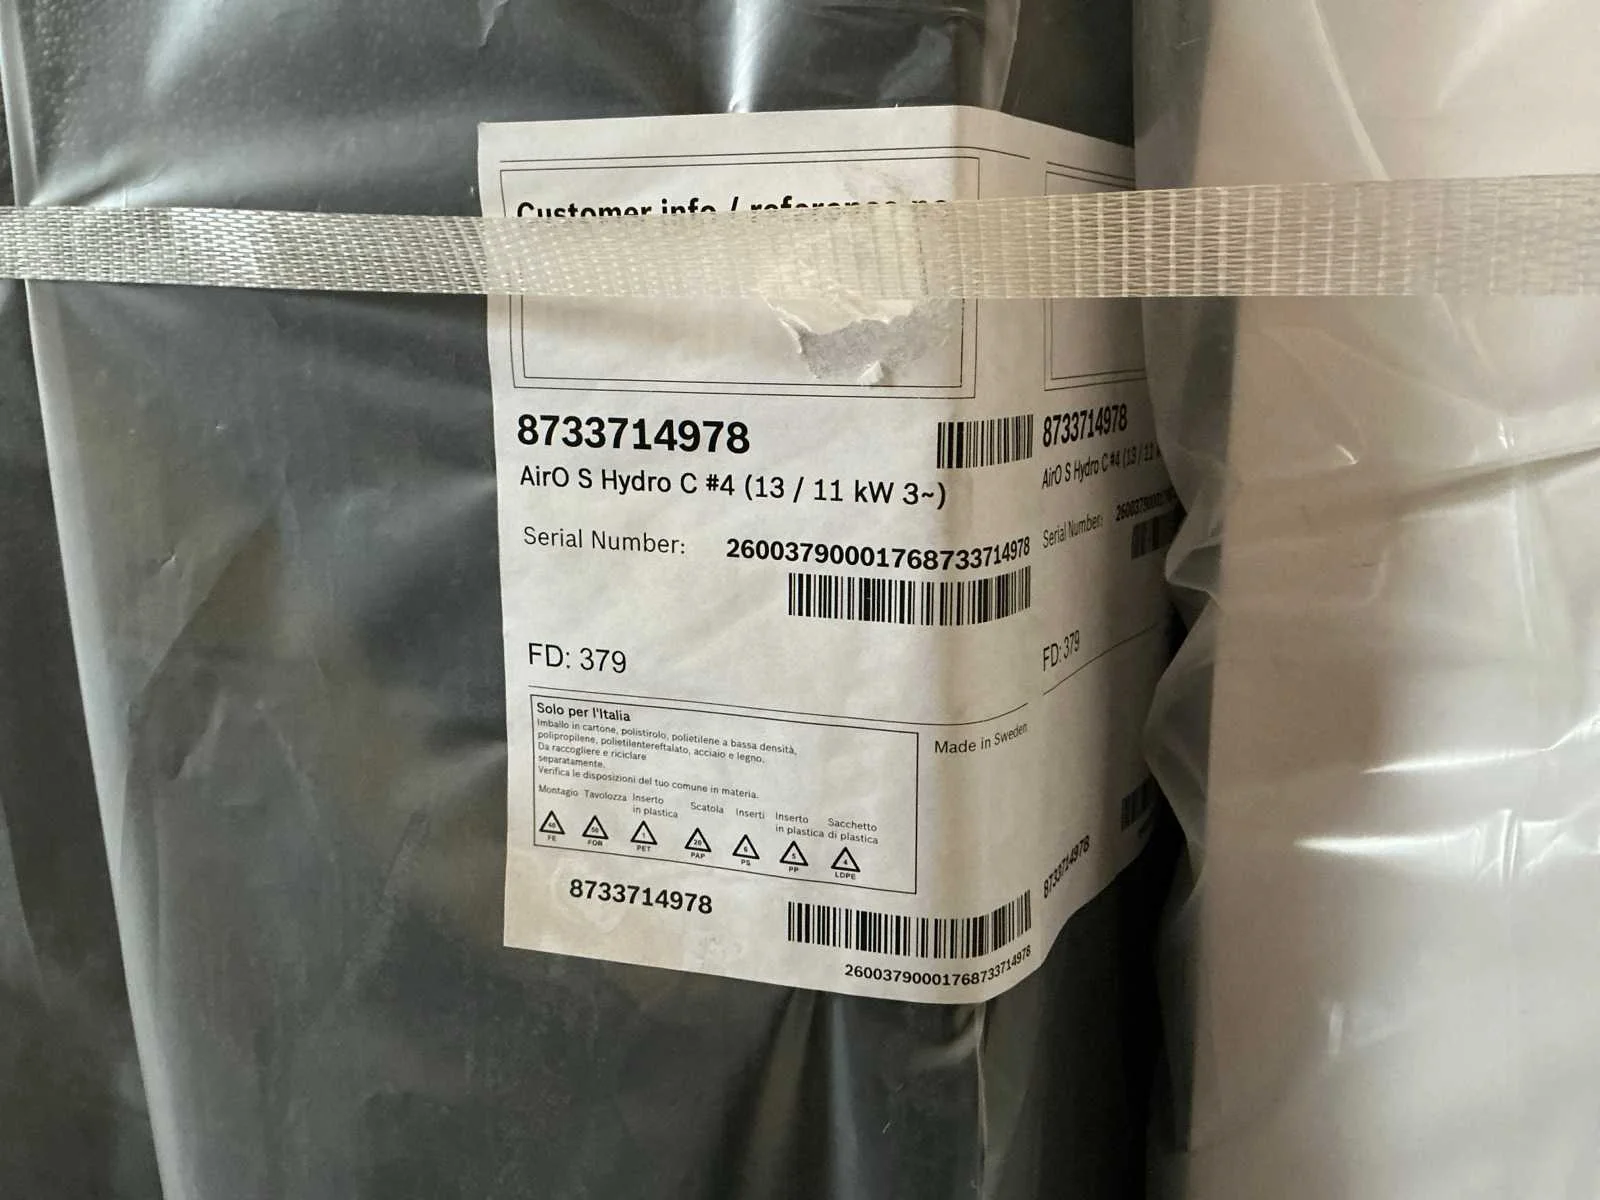 Customer info / reference no
8733714978
AirO S Hydro C #4 (13 / 11 kW 3~)
Serial Number: 26003790001768733714978
FD: 379
Solo per l'Italia
Imballo in cartone, polistirolo, polietilene a bassa densità,
polipropilene, polietilantereftalato, acciaio e legno.
Da raccogliere e riciclare
separatamente.
Verifica le disposizioni del tuo comune in materia.
Montagio Tavolozza Inserto in plastica Scatola Inserti Inserto in plastica Sacchetto di plastica
40 50 1 20 6 5 4
FE FOR PET PAP PS PP LDPE
Made in Sweden
8733714978
26003790001768733714978
8733714978
AirO S Hydro C #4 (13 / 11 k
Serial Number:
FD: 379
8733714978